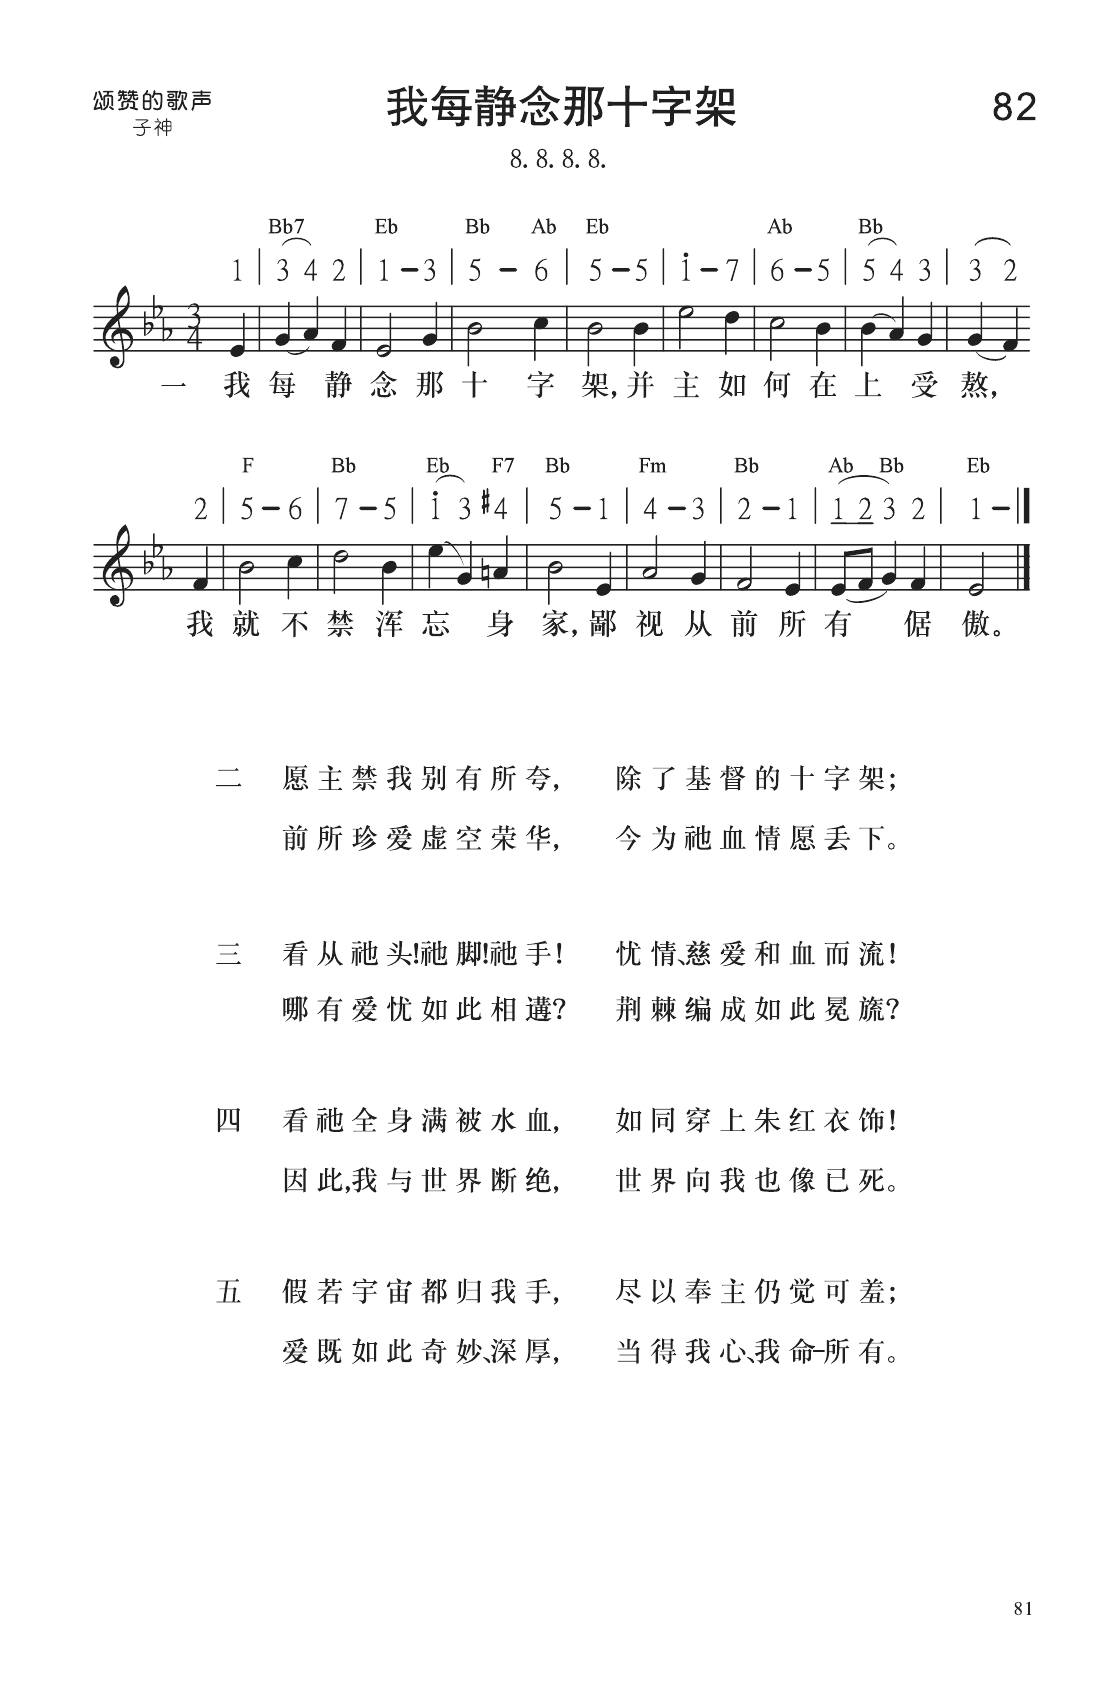 颂赞的歌声
子神
我每静念那十字架
82
8. 8. 8. 8.
Bb7 Eb Bb Ab Eb Ab Bb
1 | 3 4 2 | 1 – 3 | 5 – 6 | 5 – 5 | i – 7 | 6 – 5 | 5 4 3 | 3 2
3
4
一 我每静念那十字架,并主如何在上受熬,
F Bb Eb F7 Bb Fm Bb Ab Bb Eb
2 | 5 – 6 | 7 – 5 | i 3 #4 | 5 – 1 | 4 – 3 | 2 – 1 | 1 2 3 2 | 1 – ‖
我就不禁浑忘身家,鄙视从前所有倨傲。
二 愿主禁我别有所夸, 除了基督的十字架;
前所珍爱虚空荣华, 今为祂血情愿丢下。
三 看从祂头!祂脚!祂手! 忧情、慈爱和血而流!
哪有爱忧如此相遘? 荆棘编成如此冕旒?
四 看祂全身满被水血, 如同穿上朱红衣饰!
因此,我与世界断绝, 世界向我也像已死。
五 假若宇宙都归我手, 尽以奉主仍觉可羞;
爱既如此奇妙、深厚, 当得我心、我命–所有。
81